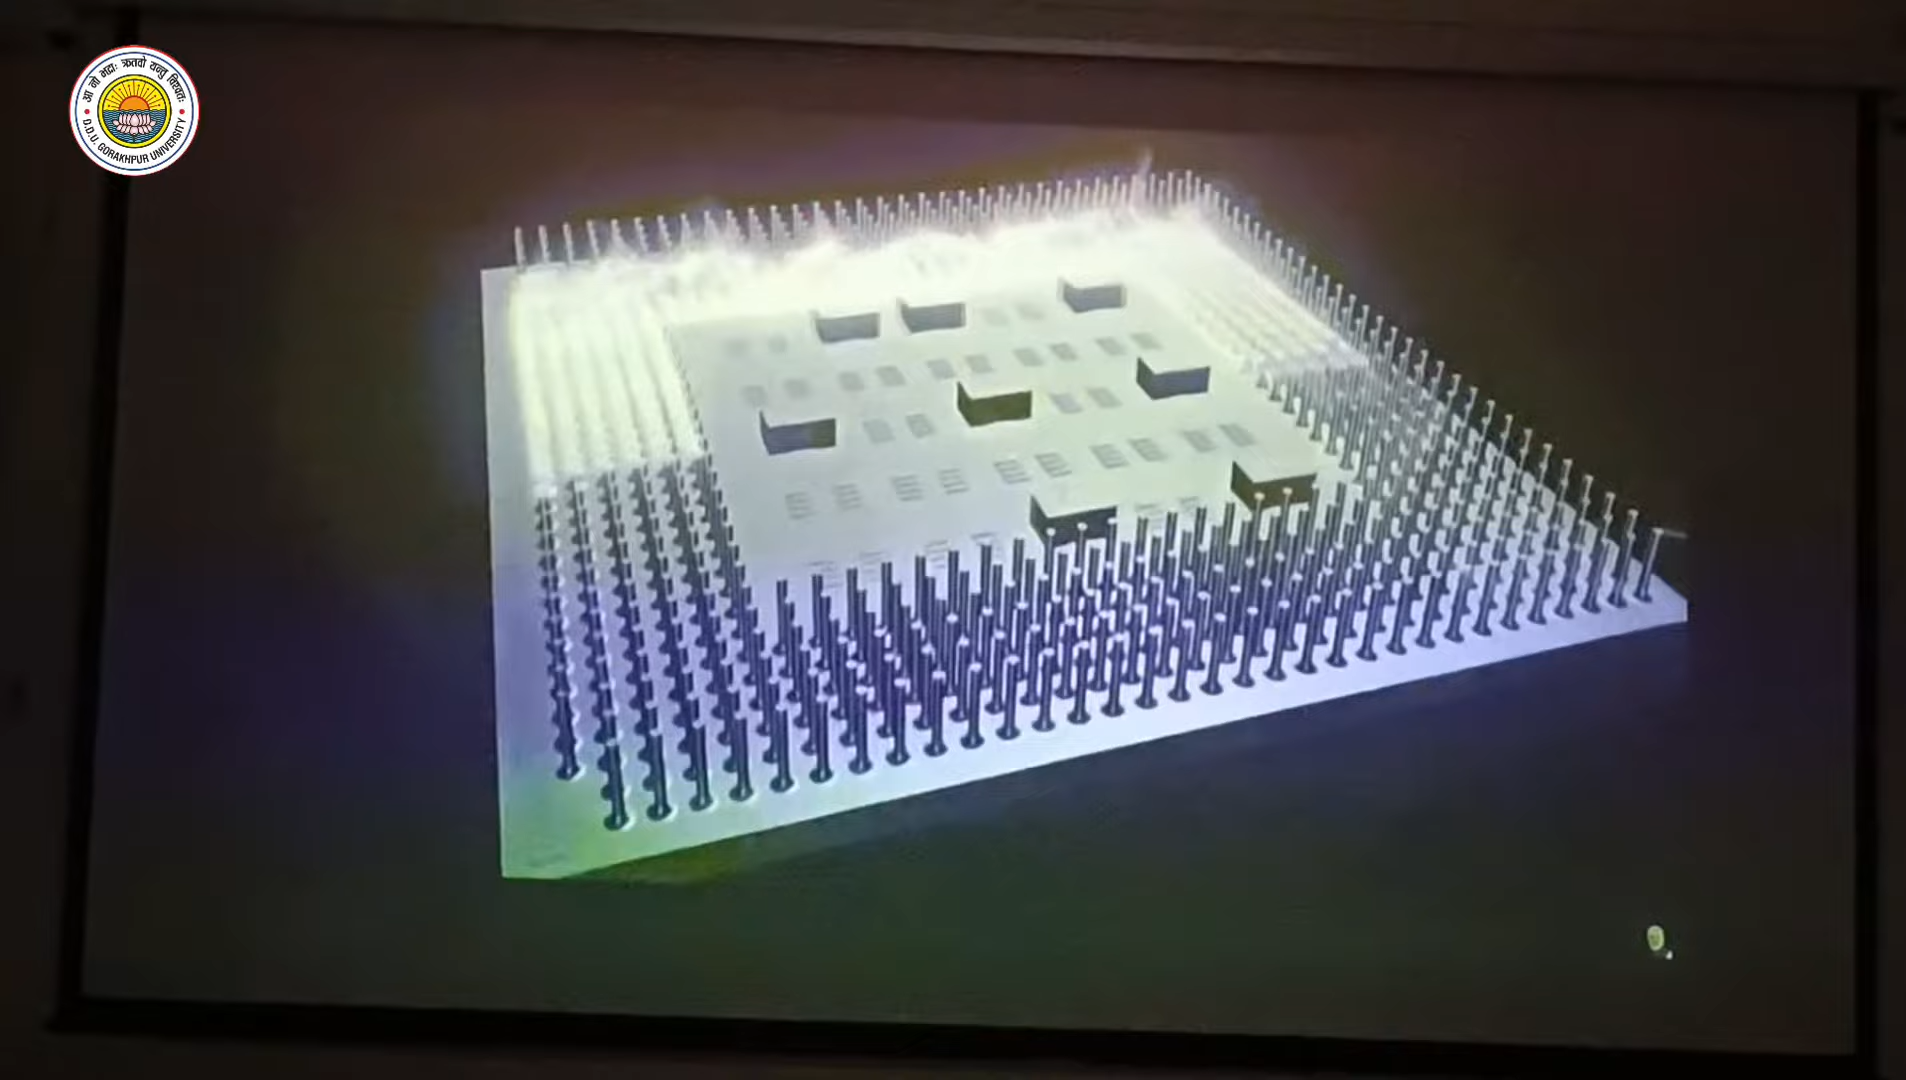 आ नो भद्राः क्रतवो यन्तु विश्वतः
D.D.U. GORAKHPUR UNIVERSITY